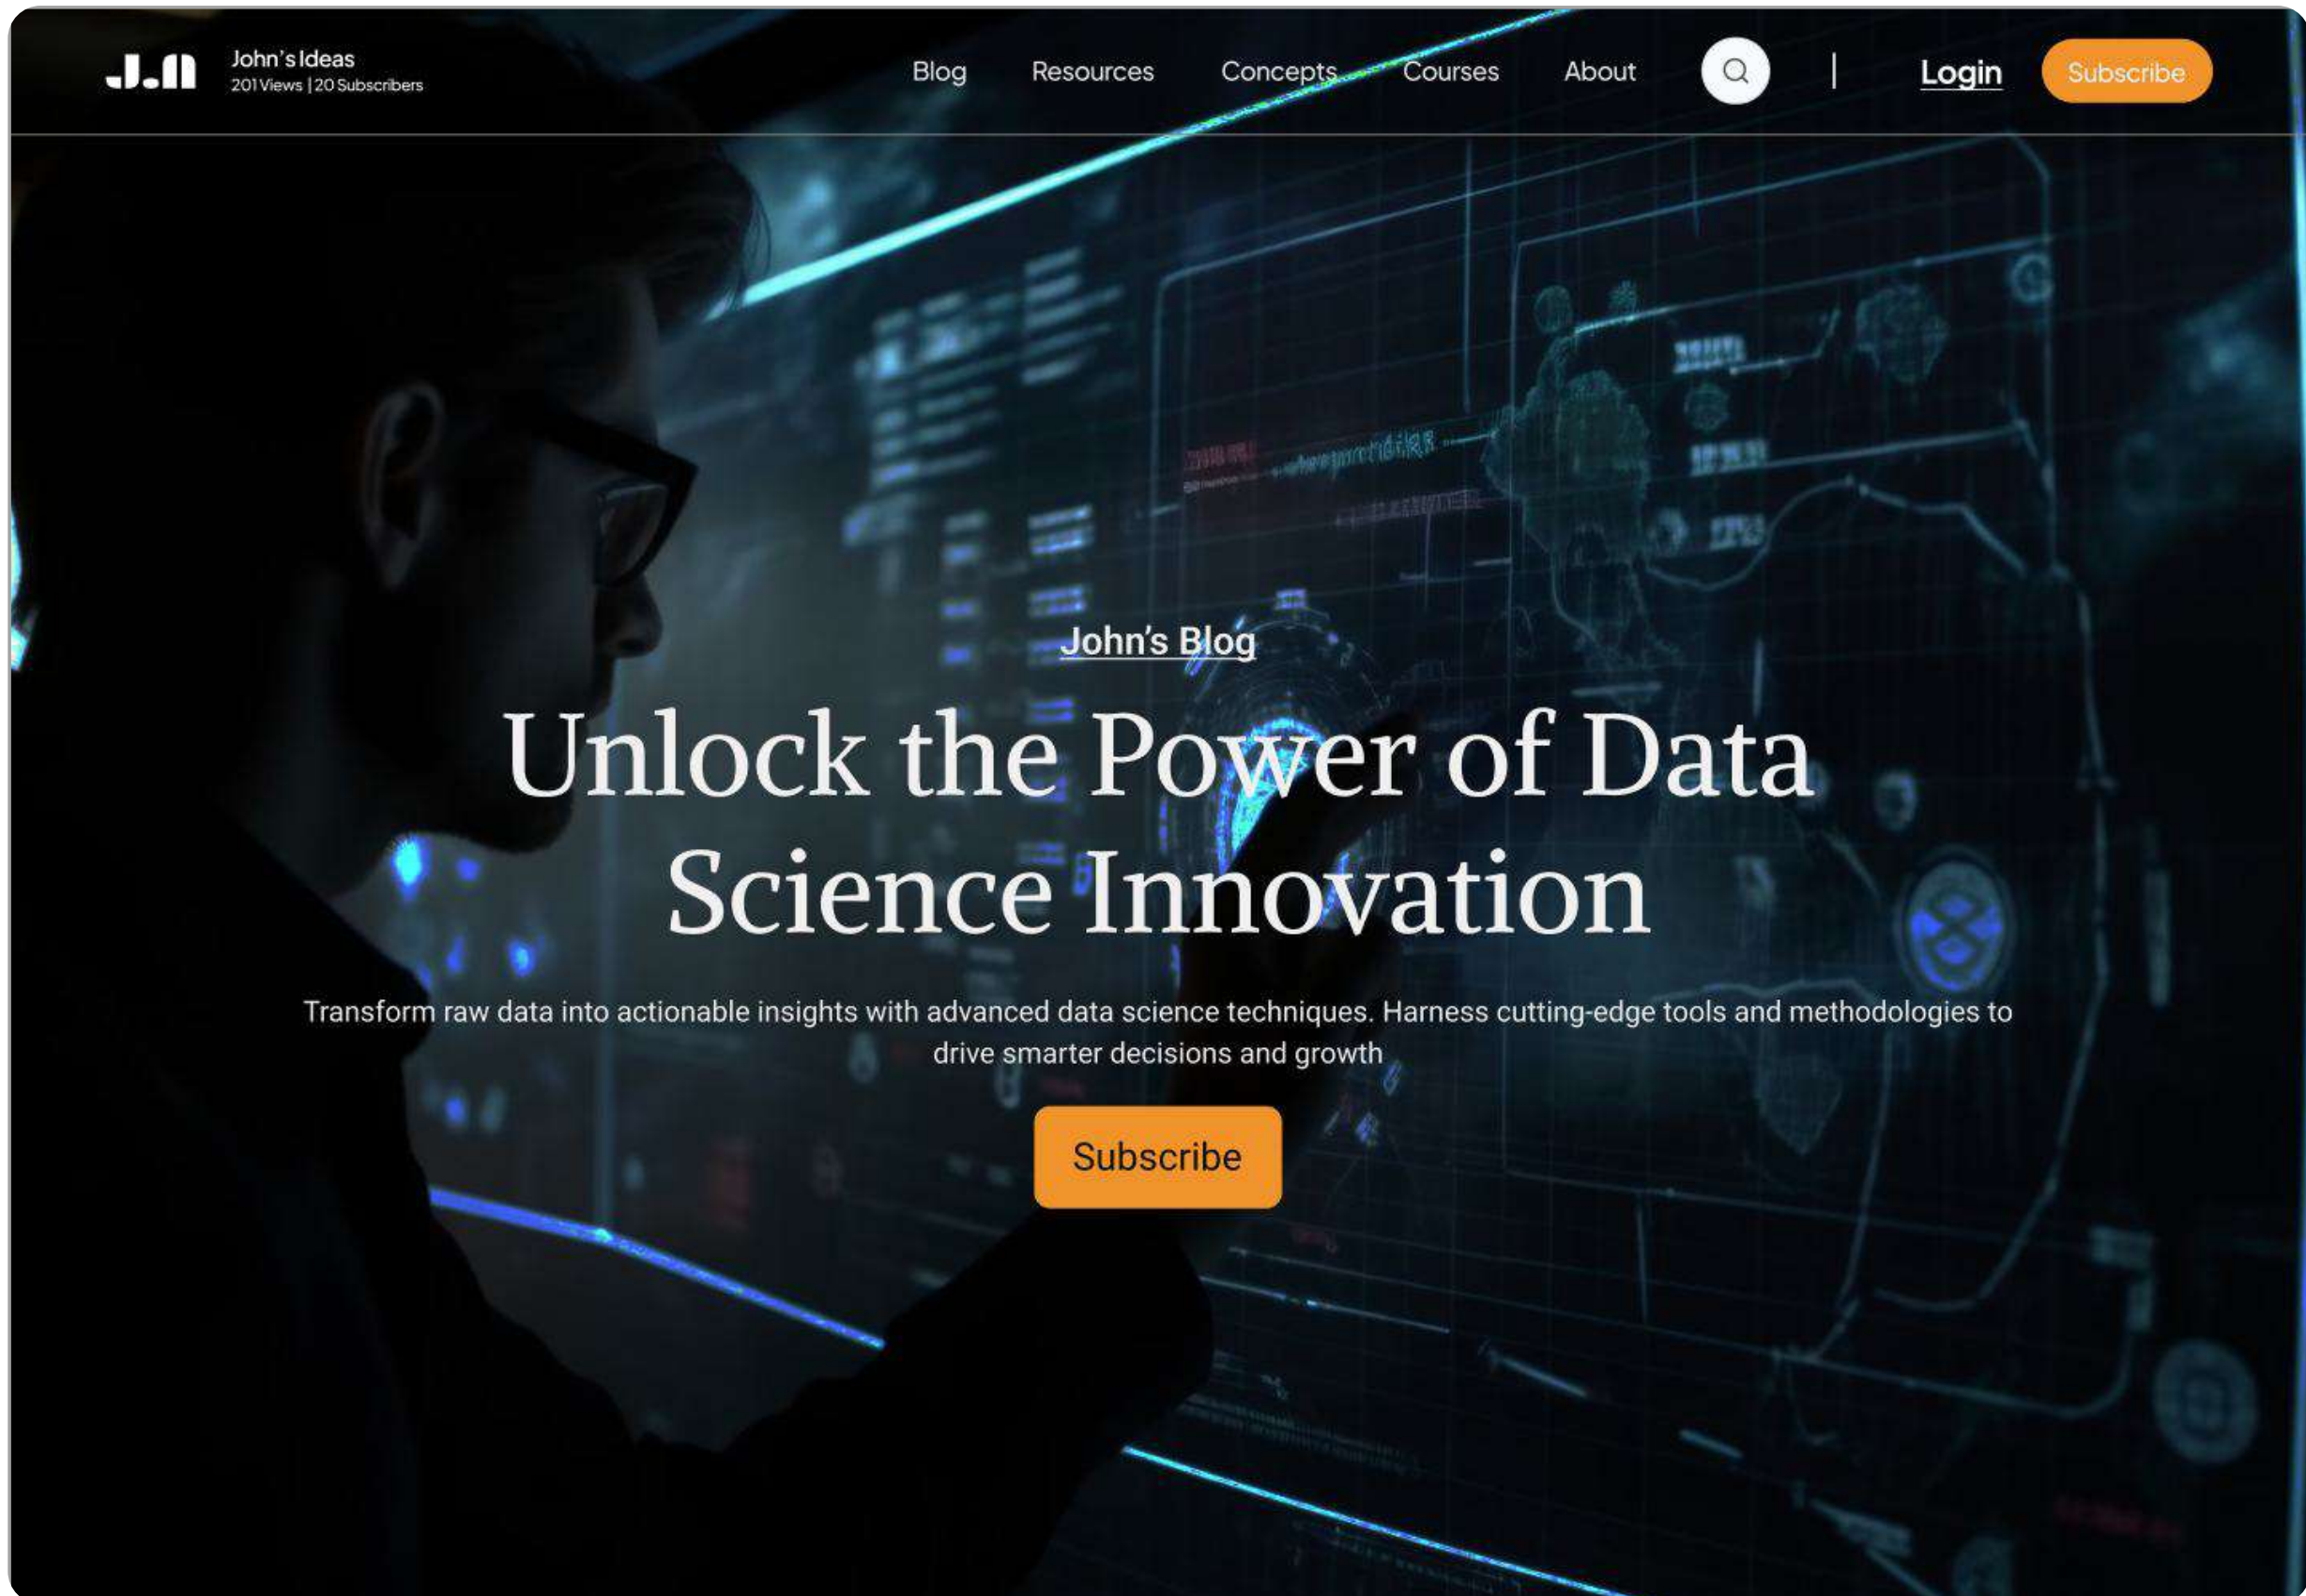 J.n
John's Ideas
201 Views | 20 Subscribers
Blog Resources Concepts Courses About | Login Subscribe
John's Blog
Unlock the Power of Data
Science Innovation
Transform raw data into actionable insights with advanced data science techniques. Harness cutting-edge tools and methodologies to
drive smarter decisions and growth
Subscribe